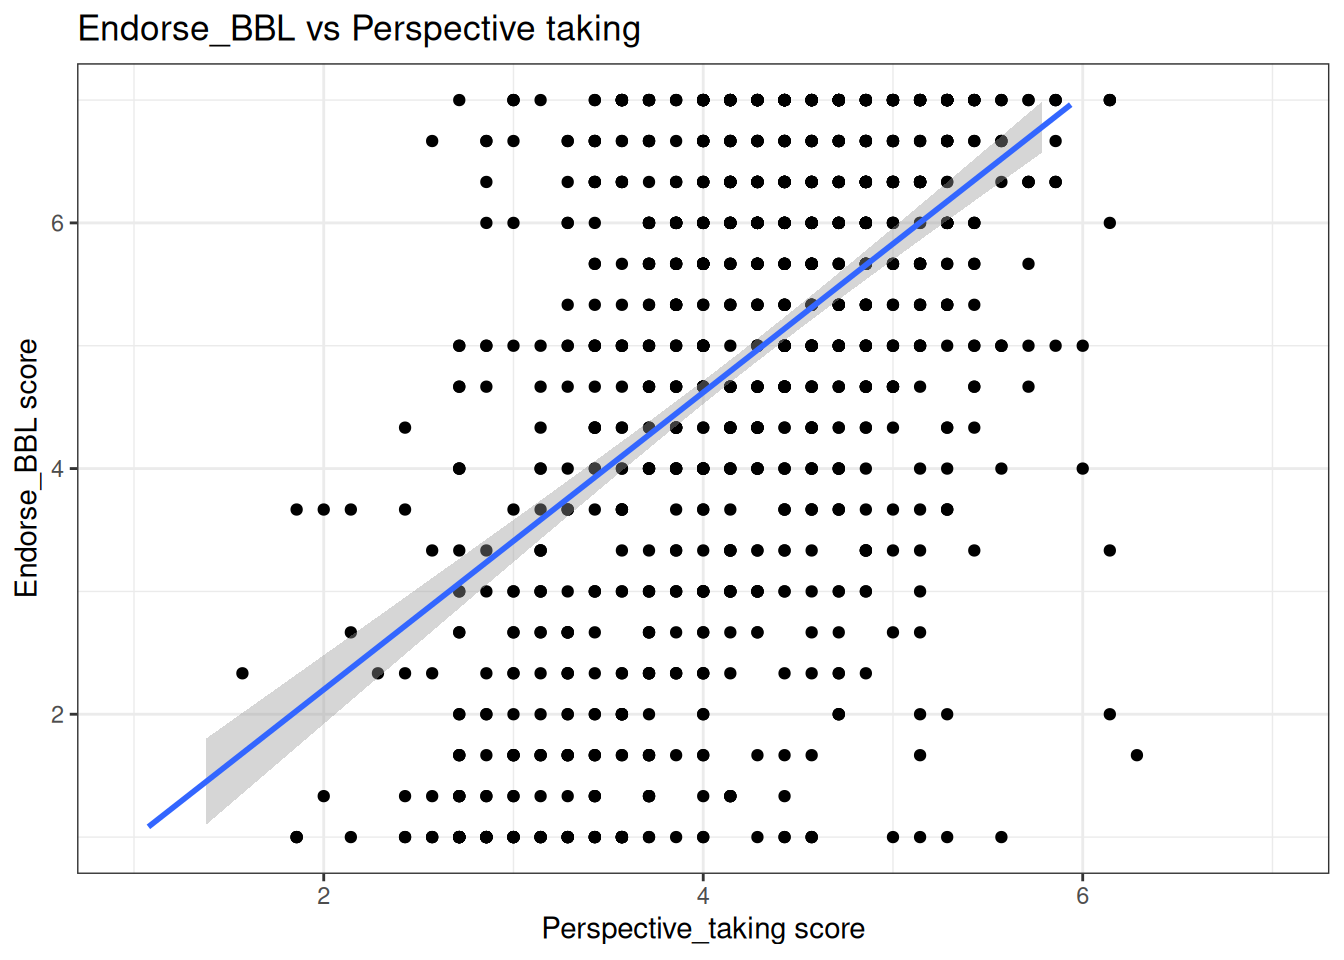 Endorse_BBL vs Perspective taking
Endorse_BBL score
6
4
2
2 4 6
Perspective_taking score